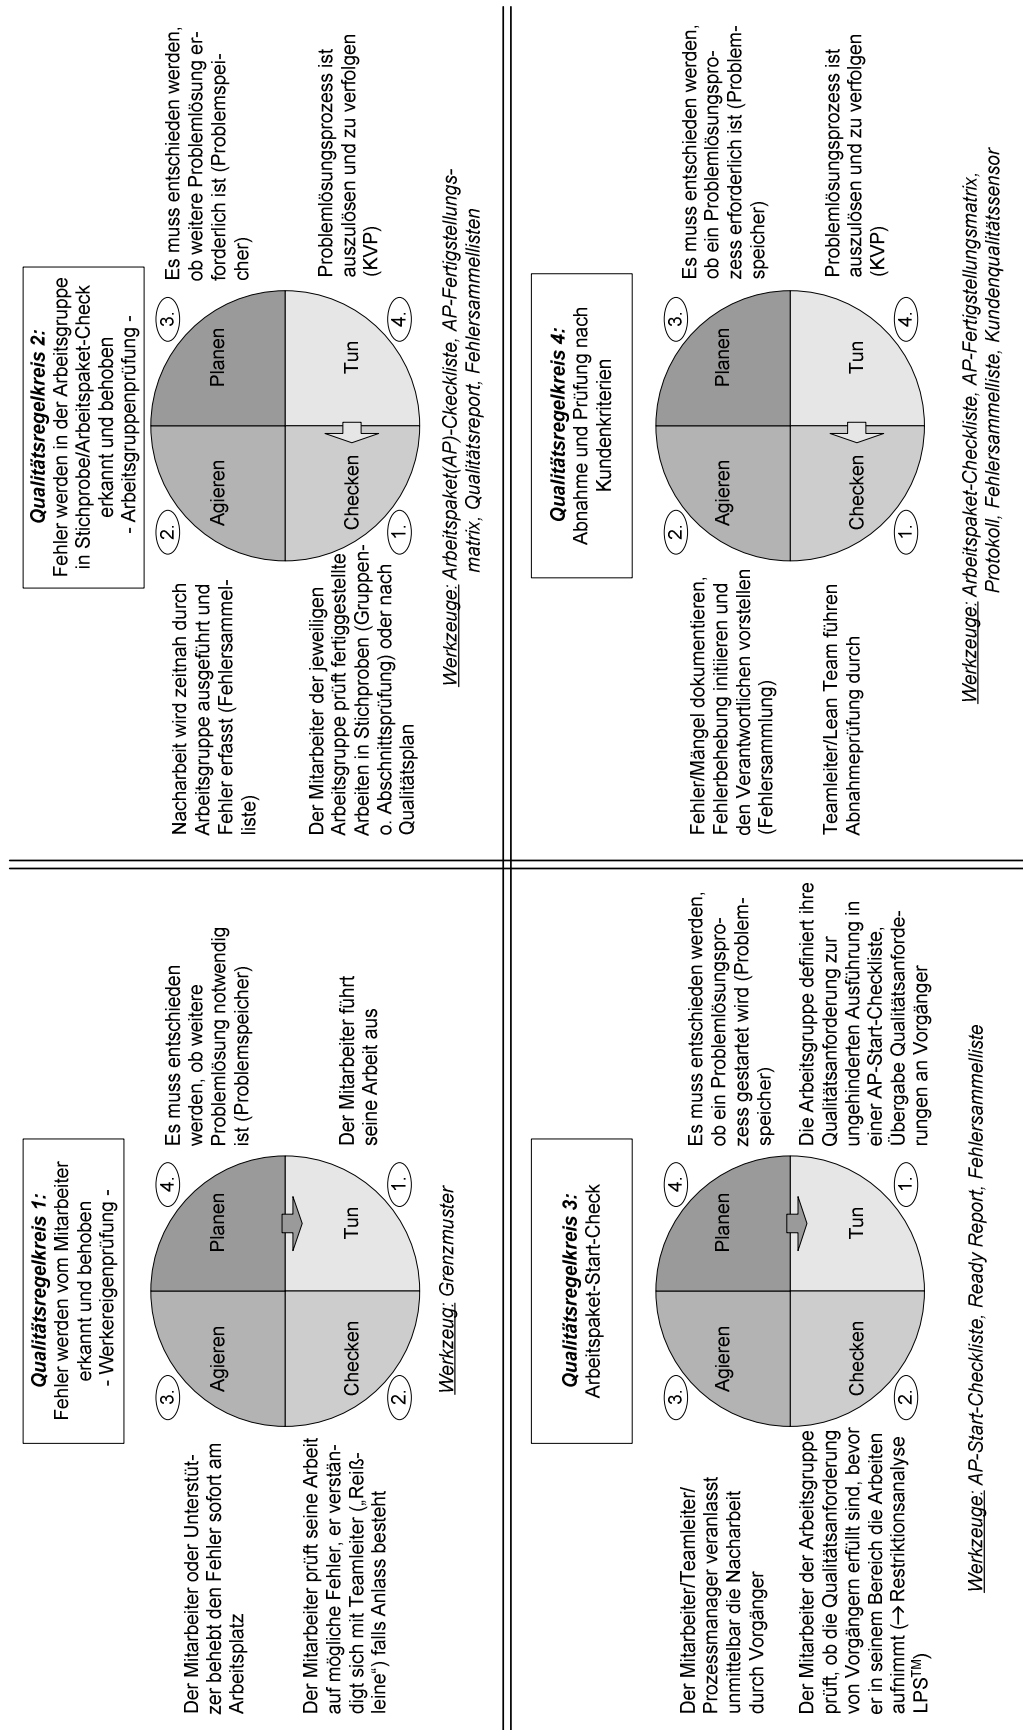 Qualitätsregelkreis 1:
Fehler werden vom Mitarbeiter
erkannt und behoben
- Werkereigenprüfung -
Der Mitarbeiter oder Unterstüt-
zer behebt den Fehler sofort am
Arbeitsplatz
3.
Agieren
Planen
4.
Es muss entschieden
werden, ob weitere
Problemlösung notwendig
ist (Problemspeicher)
Der Mitarbeiter prüft seine Arbeit
auf mögliche Fehler, er verstän-
digt sich mit Teamleiter („Reiß-
leine“) falls Anlass besteht
2.
Checken
Tun
1.
Der Mitarbeiter führt
seine Arbeit aus
Werkzeug: Grenzmuster
Qualitätsregelkreis 2:
Fehler werden in der Arbeitsgruppe
in Stichprobe/Arbeitspaket-Check
erkannt und behoben
- Arbeitsgruppenprüfung -
Nacharbeit wird zeitnah durch
Arbeitsgruppe ausgeführt und
Fehler erfasst (Fehlersammel-
liste)
2.
Agieren
Planen
3.
Es muss entschieden werden,
ob weitere Problemlösung er-
forderlich ist (Problemspei-
cher)
Der Mitarbeiter der jeweiligen
Arbeitsgruppe prüft fertiggestellte
Arbeiten in Stichproben (Gruppen-
o. Abschnittsprüfung) oder nach
Qualitätsplan
1.
Checken
Tun
4.
Problemlösungsprozess ist
auszulösen und zu verfolgen
(KVP)
Werkzeuge: Arbeitspaket(AP)-Ckeckliste, AP-Fertigstellungs-
matrix, Qualitätsreport, Fehlersammellisten
Qualitätsregelkreis 3:
Arbeitspaket-Start-Check
Der Mitarbeiter/Teamleiter/
Prozessmanager veranlasst
unmittelbar die Nacharbeit
durch Vorgänger
3.
Agieren
Planen
4.
Es muss entschieden werden,
ob ein Problemlösungspro-
zess gestartet wird (Problem-
speicher)
Der Mitarbeiter der Arbeitsgruppe
prüft, ob die Qualitätsanforderung
von Vorgängern erfüllt sind, bevor
er in seinem Bereich die Arbeiten
aufnimmt (→ Restriktionsanalyse
LPS™)
2.
Checken
Tun
1.
Die Arbeitsgruppe definiert ihre
Qualitätsanforderung zur
ungehinderten Ausführung in
einer AP-Start-Checkliste,
Übergabe Qualitätsanforde-
rungen an Vorgänger
Werkzeuge: AP-Start-Checkliste, Ready Report, Fehlersammelliste
Qualitätsregelkreis 4:
Abnahme und Prüfung nach
Kundenkriterien
Fehler/Mängel dokumentieren,
Fehlerbehebung initiieren und
den Verantwortlichen vorstellen
(Fehlersammlung)
2.
Agieren
Planen
3.
Es muss entschieden werden,
ob ein Problemlösungspro-
zess erforderlich ist (Problem-
speicher)
Teamleiter/Lean Team führen
Abnahmeprüfung durch
1.
Checken
Tun
4.
Problemlösungsprozess ist
auszulösen und zu verfolgen
(KVP)
Werkzeuge: Arbeitspaket-Checkliste, AP-Fertigstellungsmatrix,
Protokoll, Fehlersammelliste, Kundenqualitätssensor